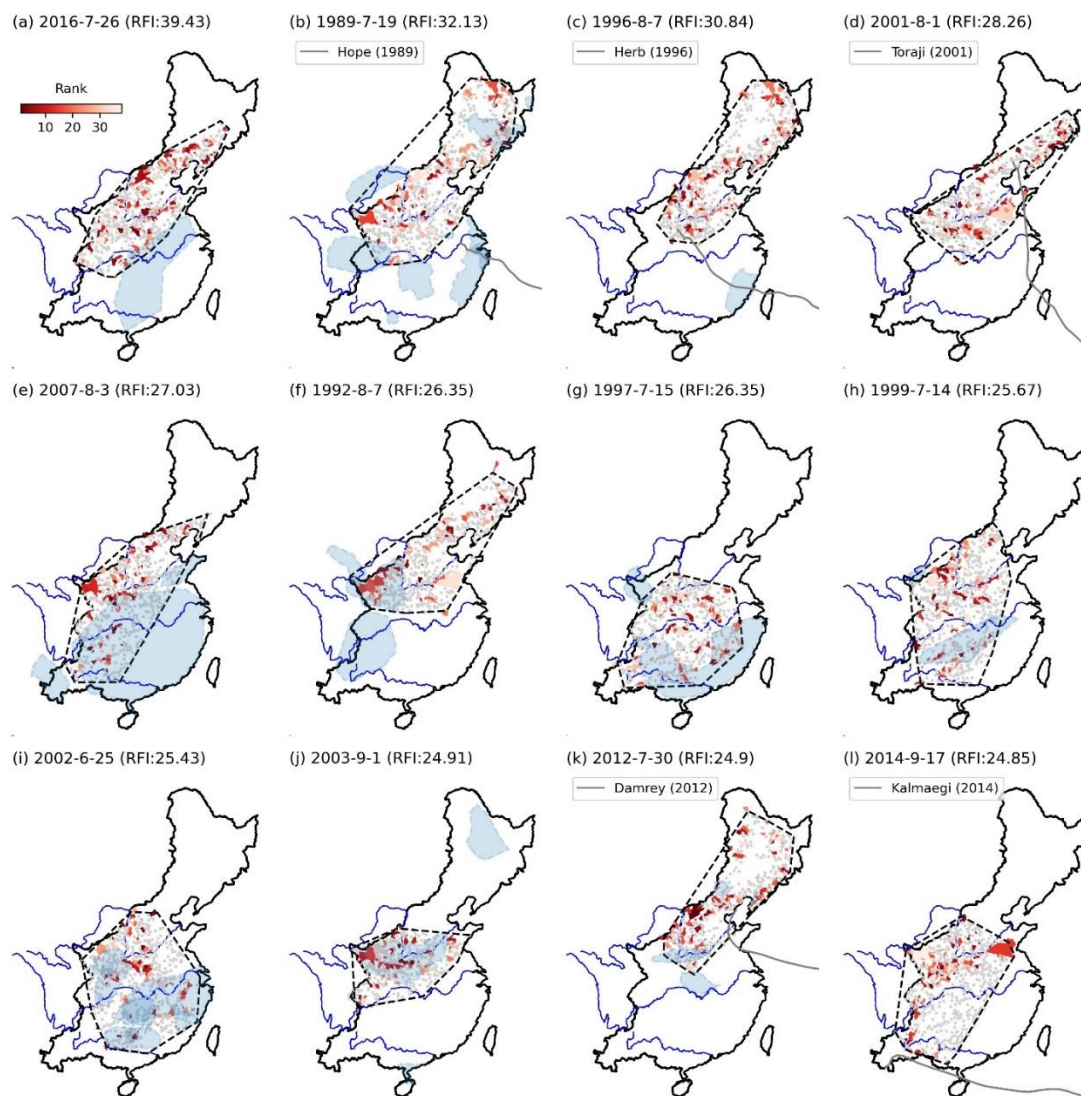 (a) 2016-7-26 (RFI:39.43)
(b) 1989-7-19 (RFI:32.13)
(c) 1996-8-7 (RFI:30.84)
(d) 2001-8-1 (RFI:28.26)
Hope (1989)
Herb (1996)
Toraji (2001)
Rank
10 20 30
(e) 2007-8-3 (RFI:27.03)
(f) 1992-8-7 (RFI:26.35)
(g) 1997-7-15 (RFI:26.35)
(h) 1999-7-14 (RFI:25.67)
(i) 2002-6-25 (RFI:25.43)
(j) 2003-9-1 (RFI:24.91)
(k) 2012-7-30 (RFI:24.9)
(l) 2014-9-17 (RFI:24.85)
Damrey (2012)
Kalmaegi (2014)